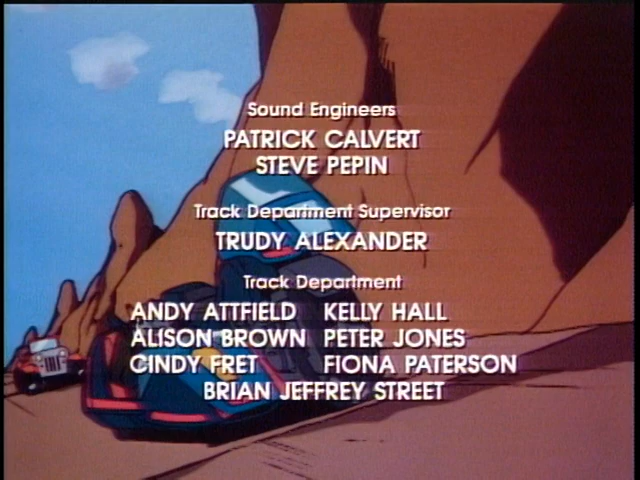 Sound Engineers
PATRICK CALVERT
STEVE PEPIN
Track Department Supervisor
TRUDY ALEXANDER
Track Department
ANDY ATTFIELD KELLY HALL
ALISON BROWN PETER JONES
CINDY FRET FIONA PATERSON
BRIAN JEFFREY STREET